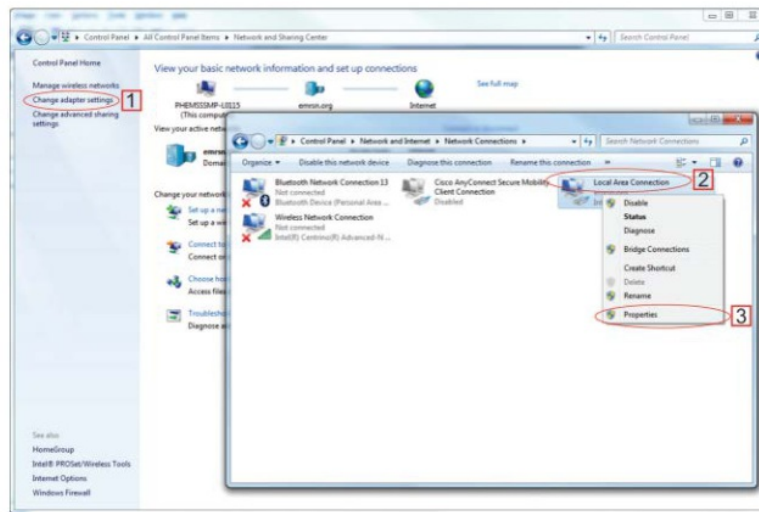 Control Panel ▸ All Control Panel Items ▸ Network and Sharing Center
Search Control Panel
Control Panel Home
Manage wireless networks
Change adapter settings
1
Change advanced sharing
settings
See also
HomeGroup
Intel® PROSet/Wireless Tools
Internet Options
Windows Firewall
View your basic network information and set up connections
See full map
PHEMSSSMP-L0115
emrsn.org
Internet
(This compu
View your active net
emrsn
Doma
Change your network
Set up a
Set up a
Connect to
Connect
Choose
Access files
Troublesho
Diagnose
Control Panel ▸ Network and Internet ▸ Network Connections ▸
Search Network Connections
Organize
Disable this network device
Diagnose this connection
Rename this connection
»
Bluetooth Network Connection 13
Not connected
Bluetooth Device (Personal Area ...
Cisco AnyConnect Secure Mobility
Client Connection
Disabled
Local Area Connection
2
Wireless Network Connection
Not connected
Intel(R) Centrino(R) Advanced-N ...
Disable
Status
Diagnose
Bridge Connections
Create Shortcut
Delete
Rename
Properties
3